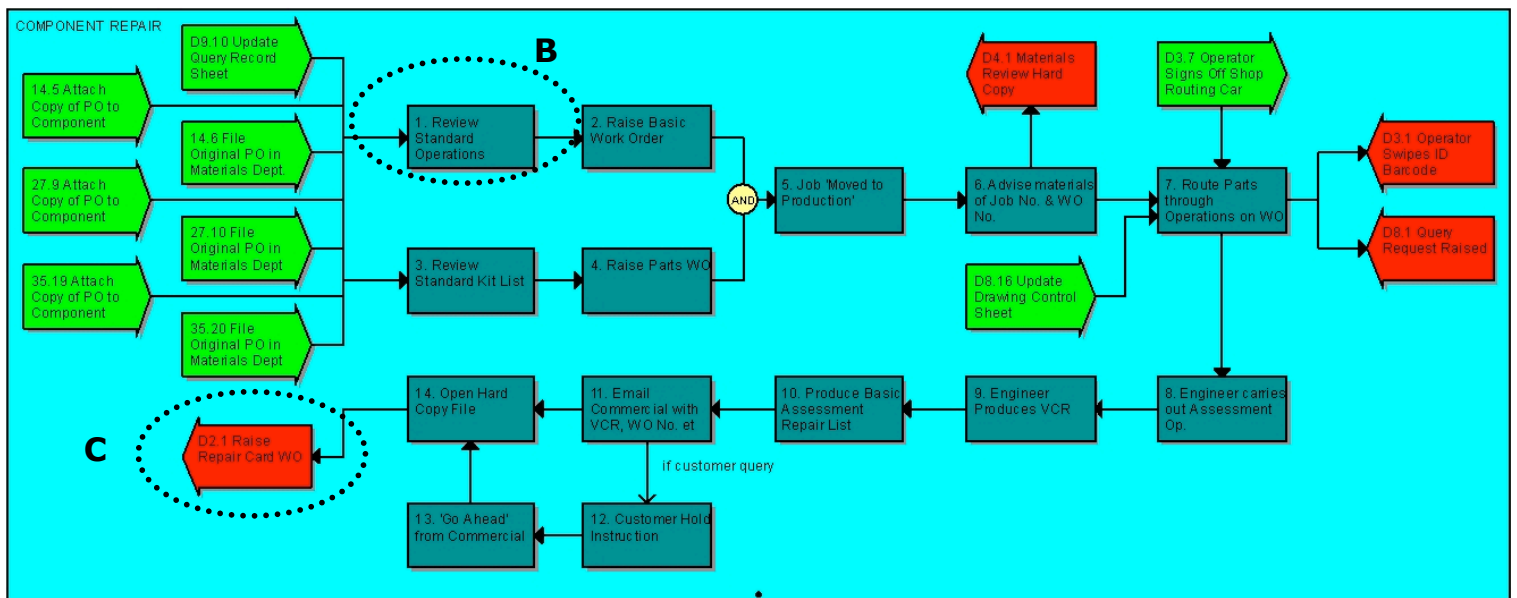 COMPONENT REPAIR
D9.10 Update
Query Record
Sheet
14.5 Attach
Copy of PO to
Component
14.6 File
Original PO in
Materials Dept.
27.9 Attach
Copy of PO to
Component
27.10 File
Original PO in
Materials Dept
35.19 Attach
Copy of PO to
Component
35.20 File
Original PO in
Materials Dept
B
1. Review
Standard
Operations
2. Raise Basic
Work Order
3. Review
Standard Kit List
4. Raise Parts WO
AND
5. Job 'Moved to
Production'
D4.1 Materials
Review Hard
Copy
6. Advise materials
of Job No. & WO
No.
D8.16 Update
Drawing Control
Sheet
D3.7 Operator
Signs Off Shop
Routing Car
7. Route Parts
through
Operations on WO
D3.1 Operator
Swipes ID
Barcode
D8.1 Query
Request Raised
8. Engineer carries
out Assessment
Op.
9. Engineer
Produces VCR
10. Produce Basic
Assessment
Repair List
11. Email
Commercial with
VCR, WO No. et
if customer query
12. Customer Hold
Instruction
13. 'Go Ahead'
from Commercial
14. Open Hard
Copy File
C
D2.1 Raise
Repair Card WO